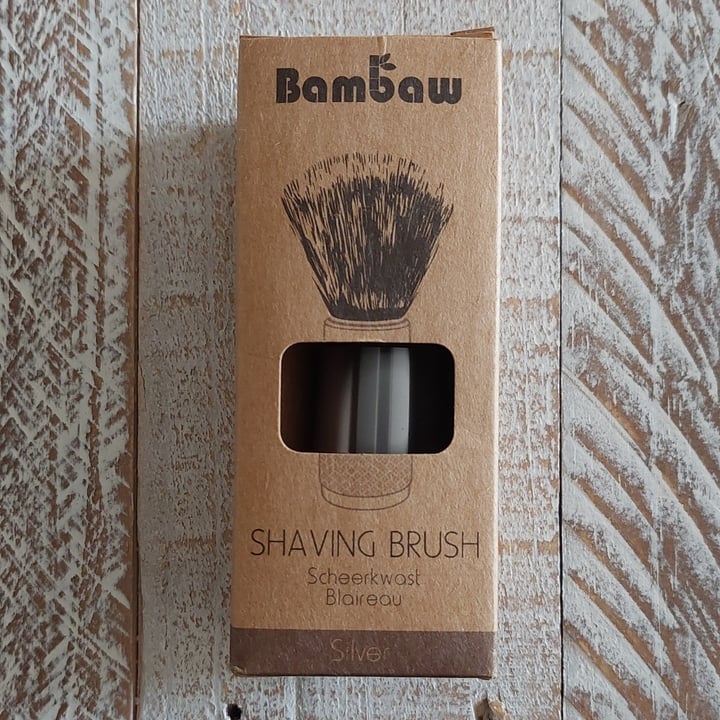 Bambaw
SHAVING BRUSH
Scheerkwast
Blaireau
Silver